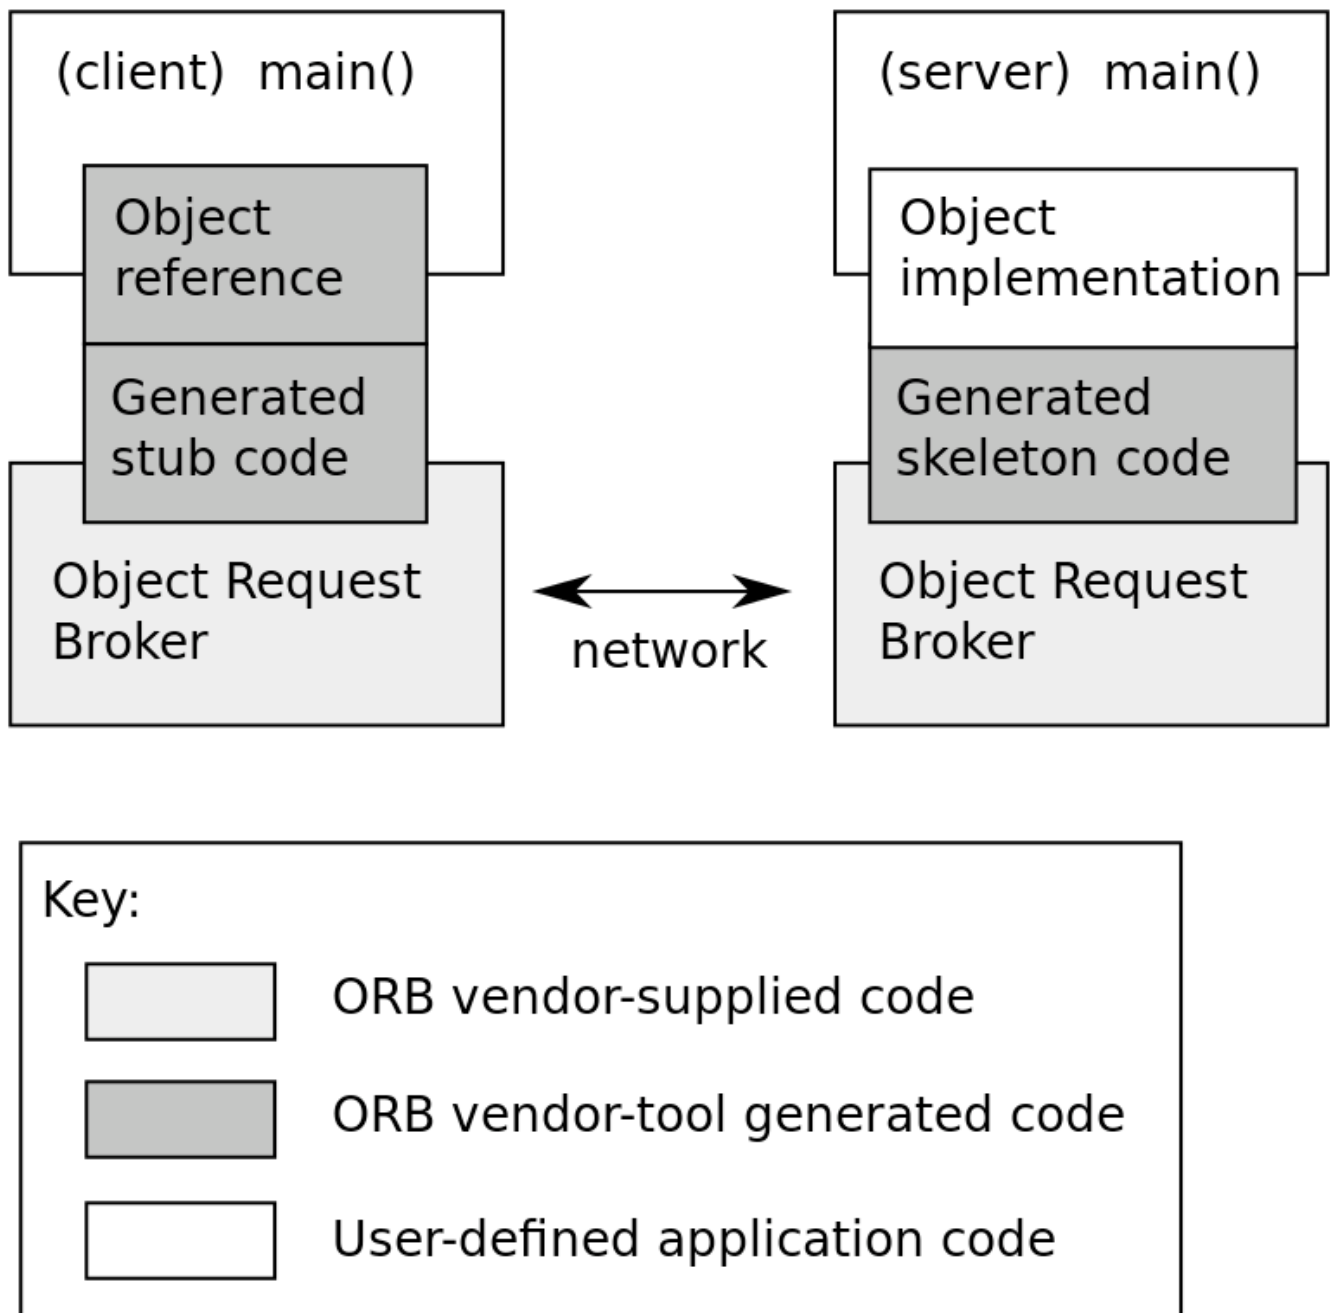 (client) main()
Object
reference
Generated
stub code
Object Request
Broker
network
(server) main()
Object
implementation
Generated
skeleton code
Object Request
Broker
Key:
ORB vendor-supplied code
ORB vendor-tool generated code
User-defined application code